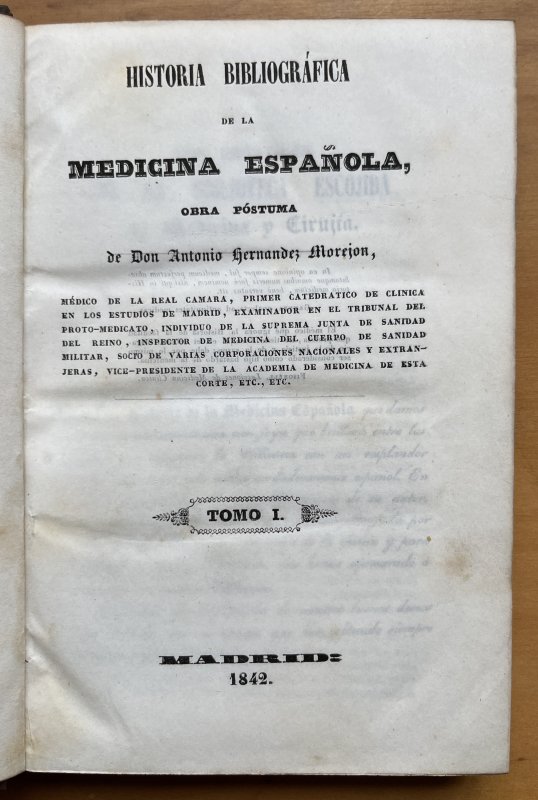 HISTORIA BIBLIOGRÁFICA
DE LA
MEDICINA ESPAÑOLA,
OBRA PÓSTUMA
de Don Antonio Hernandez Morejon,
MÉDICO DE LA REAL CAMARA, PRIMER CATEDRATICO DE CLINICA
EN LOS ESTUDIOS DE MADRID, EXAMINADOR EN EL TRIBUNAL DEL
PROTO-MEDICATO, INDIVIDUO DE LA SUPREMA JUNTA DE SANIDAD
DEL REINO, INSPECTOR DE MEDICINA DEL CUERPO DE SANIDAD
MILITAR, SOCIO DE VARIAS CORPORACIONES NACIONALES Y EXTRAN-
JERAS, VICE-PRESIDENTE DE LA ACADEMIA DE MEDICINA DE ESTA
CORTE, ETC., ETC.
TOMO I.
MADRID:
1842.